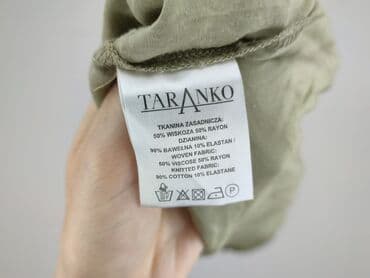 TARANKO
TKANINA ZASADNICZA:
50% WISKOZA 50% RAYON
DZIANINA:
90% BAWEŁNA 10% ELASTAN /
WOVEN FABRIC:
50% VISCOSE 50% RAYON
KNITTED FABRIC:
90% COTTON 10% ELASTANE
P